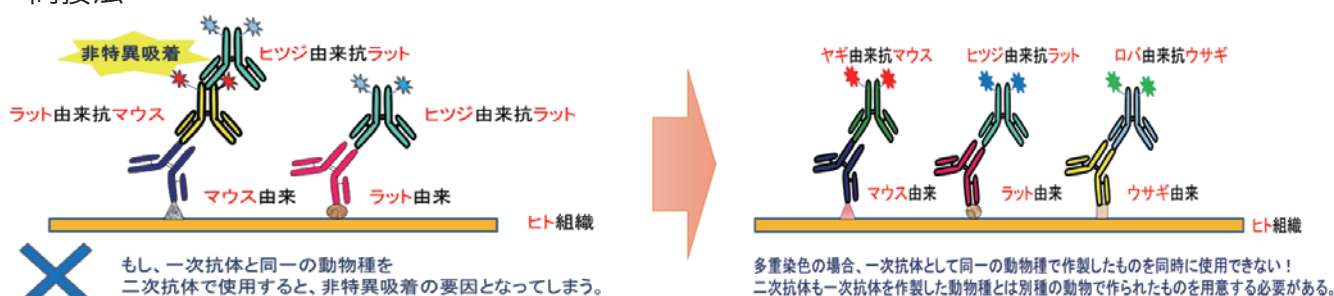 非特異吸着
ヒツジ由来抗ラット
ラット由来抗マウス
ヒツジ由来抗ラット
マウス由来
ラット由来
ヒト組織
もし、一次抗体と同一の動物種を
二次抗体で使用すると、非特異吸着の要因となってしまう。
ヤギ由来抗マウス
ヒツジ由来抗ラット
ロバ由来抗ウサギ
マウス由来
ラット由来
ウサギ由来
ヒト組織
多重染色の場合、一次抗体として同一の動物種で作製したものを同時に使用できない!
二次抗体も一次抗体を作製した動物種とは別種の動物で作られたものを用意する必要がある。